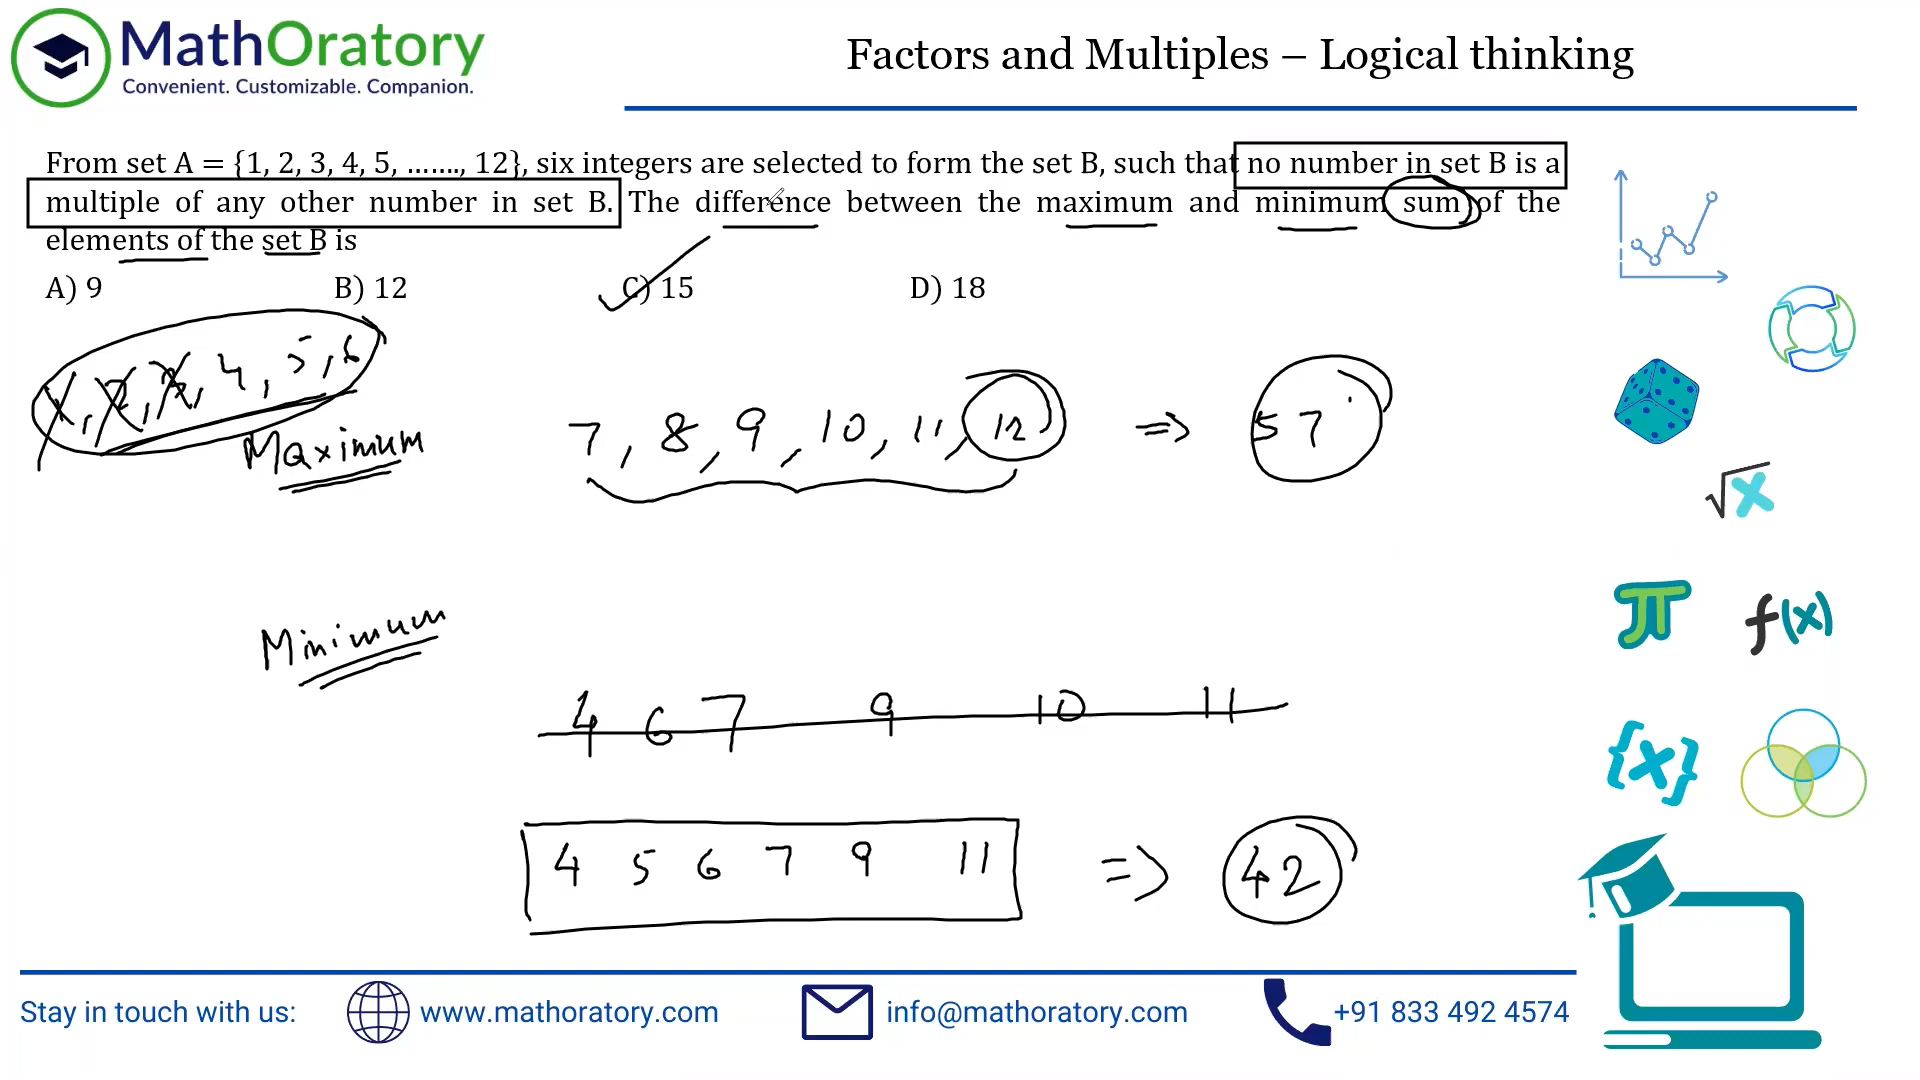 MathOratory
Convenient. Customizable. Companion.
Factors and Multiples – Logical thinking
From set A = {1, 2, 3, 4, 5, ……., 12}, six integers are selected to form the set B, such that no number in set B is a
multiple of any other number in set B. The difference between the maximum and minimum sum of the
elements of the set B is
A) 9 B) 12 C) 15 D) 18
1, 2, 3, 4, 5, 6
Maximum
7, 8, 9, 10, 11, 12 => 57
√x
π f(x)
Minimum
4 6 7 9 10 11
{x}
4 5 6 7 9 11 => 42
Stay in touch with us: www.mathoratory.com info@mathoratory.com +91 833 492 4574